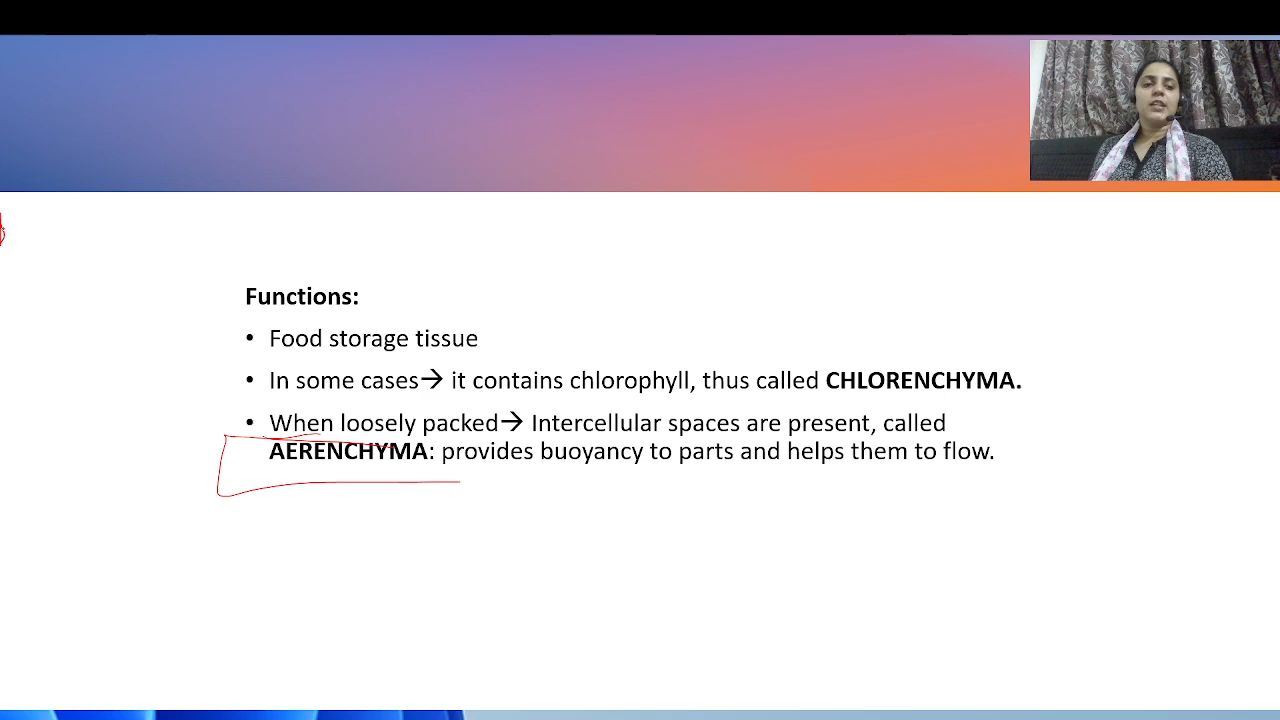 Functions:
• Food storage tissue
• In some cases→ it contains chlorophyll, thus called CHLORENCHYMA.
• When loosely packed→ Intercellular spaces are present, called
AERENCHYMA: provides buoyancy to parts and helps them to flow.